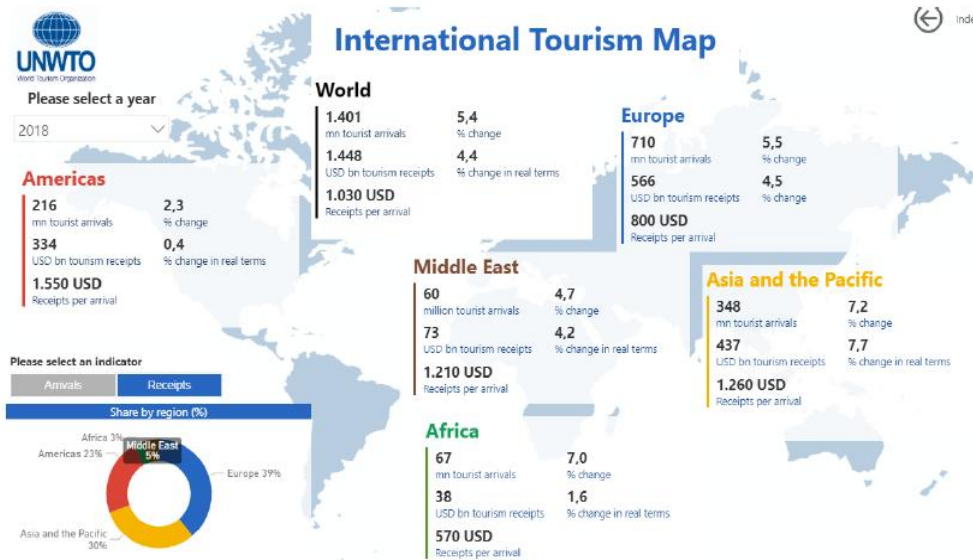 UNWTO
World Tourism Organization
International Tourism Map
Inde
Please select a year
2018
World
1.401 5,4
mn tourist arrivals % change
1.448 4,4
USD bn tourism receipts % change in real terms
1.030 USD
Receipts per arrival
Europe
710 5,5
mn tourist arrivals % change
566 4,5
USD bn tourism receipts % change
800 USD
Receipts per arrival
Americas
216 2,3
mn tourist arrivals % change
334 0,4
USD bn tourism receipts % change in real terms
1.550 USD
Receipts per arrival
Middle East
60 4,7
million tourist arrivals % change
73 4,2
USD bn tourism receipts % change in real terms
1.210 USD
Receipts per arrival
Asia and the Pacific
348 7,2
mn tourist arrivals % change
437 7,7
USD bn tourism receipts % change in real terms
1.260 USD
Receipts per arrival
Africa
67 7,0
mn tourist arrivals % change
38 1,6
USD bn tourism receipts % change in real terms
570 USD
Receipts per arrival
Please select an indicator
Arrivals Receipts
Share by region (%)
Africa 3%
Middle East
5%
Americas 23%
Europe 39%
Asia and the Pacific
30%